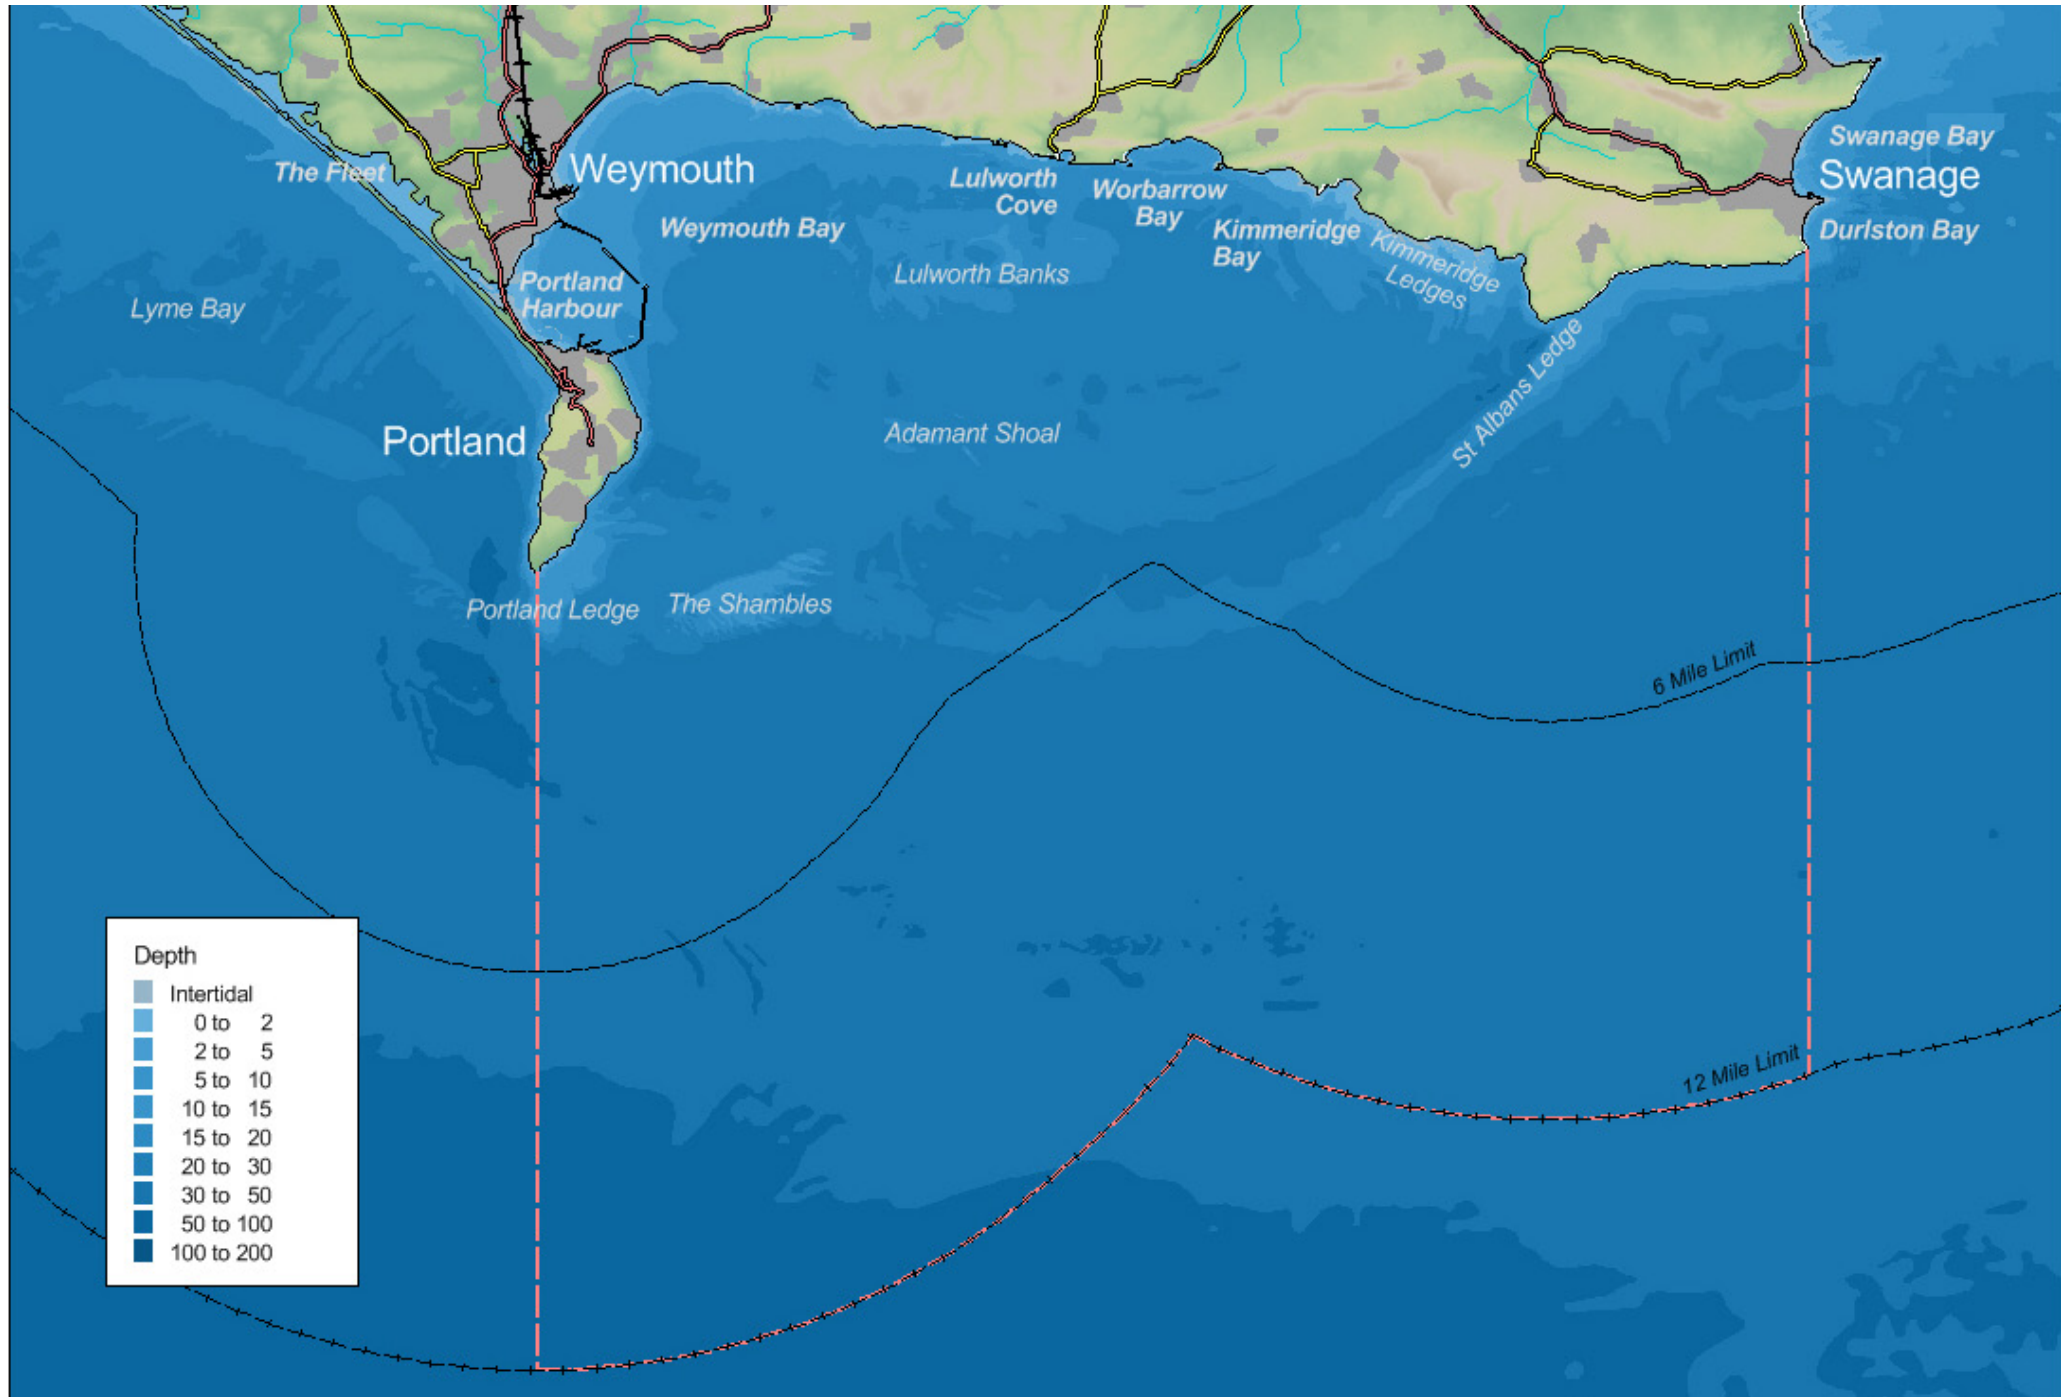 Swanage Bay
The Fleet
Weymouth
Swanage
Lulworth
Cove
Worbarrow
Bay
Weymouth Bay
Kimmeridge
Bay
Durlston Bay
Kimmeridge
Ledges
Lulworth Banks
Portland
Harbour
Lyme Bay
St Albans Ledge
Portland
Adamant Shoal
Portland Ledge
The Shambles
6 Mile Limit
12 Mile Limit
Depth
Intertidal
0 to 2
2 to 5
5 to 10
10 to 15
15 to 20
20 to 30
30 to 50
50 to 100
100 to 200